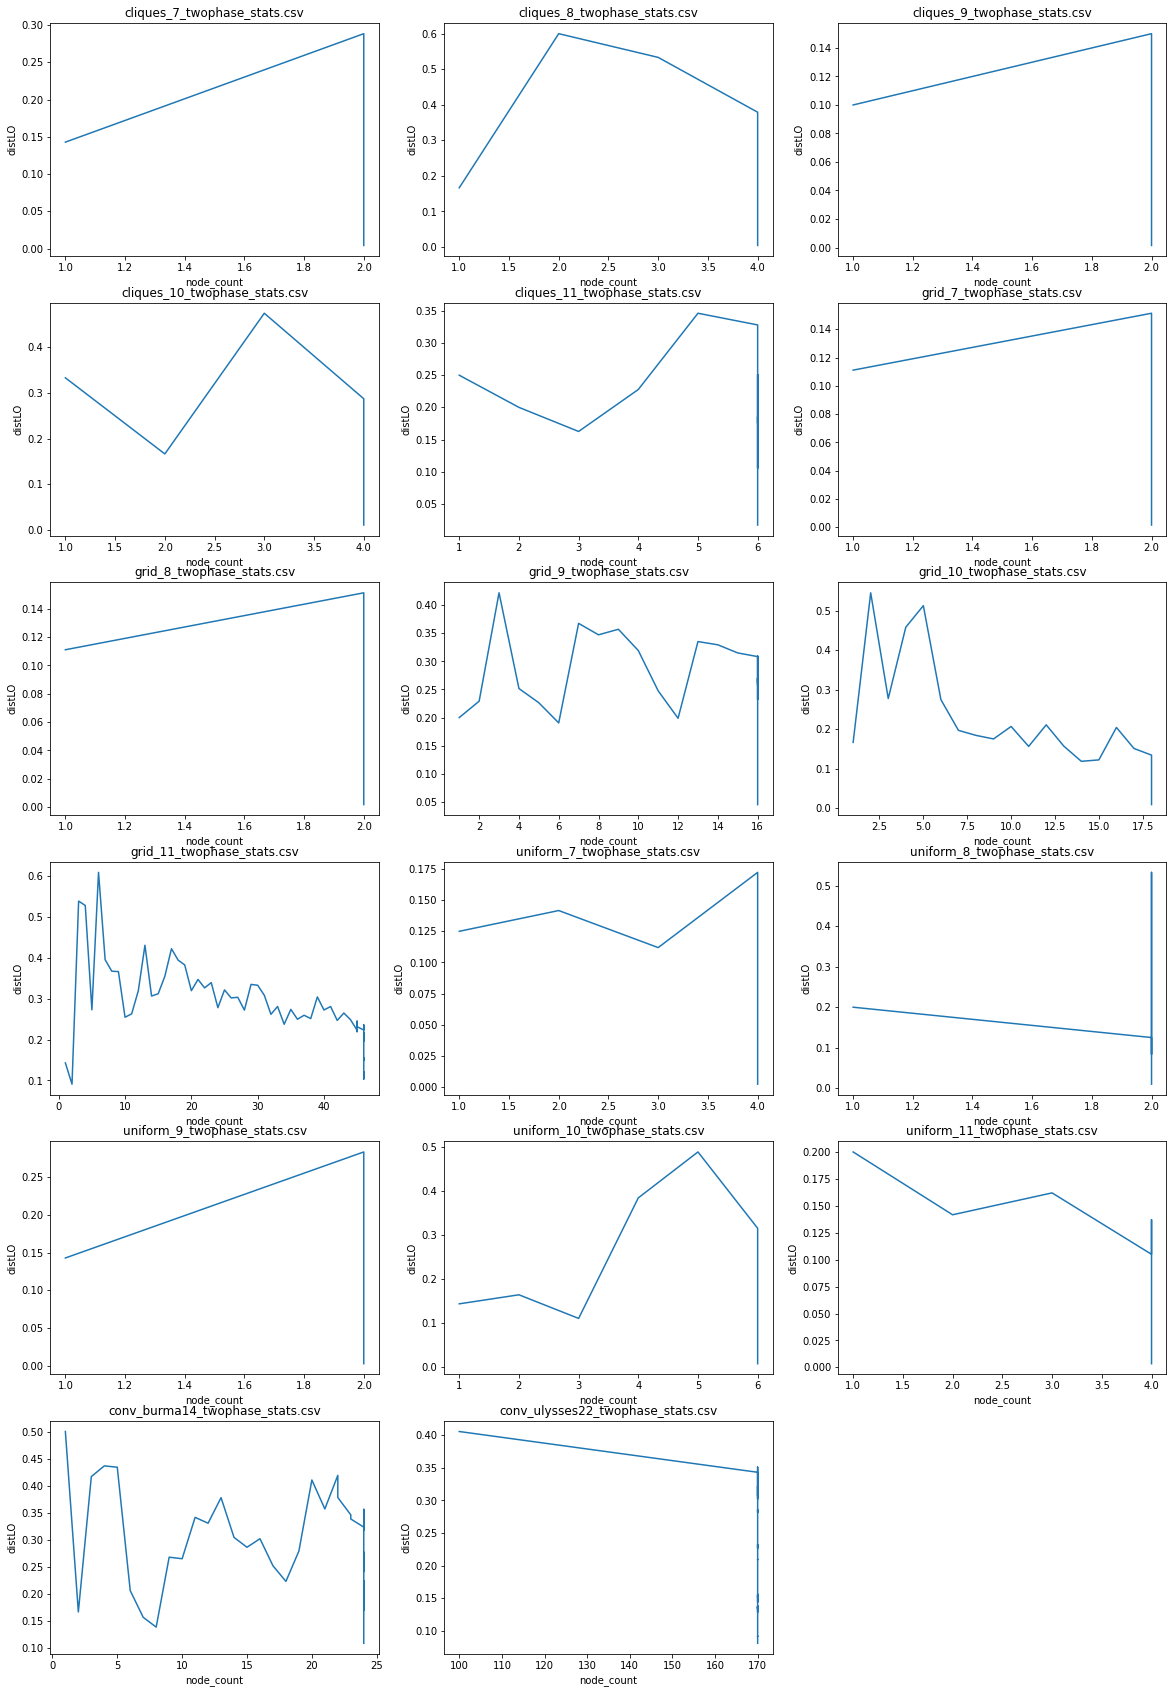 cliques_7_twophase_stats.csv
distLO
0.30
0.25
0.20
0.15
0.10
0.05
0.00
1.0 1.2 1.4 1.6 1.8 2.0
node_count
cliques_8_twophase_stats.csv
distLO
0.6
0.5
0.4
0.3
0.2
0.1
0.0
1.0 1.5 2.0 2.5 3.0 3.5 4.0
node_count
cliques_9_twophase_stats.csv
distLO
0.14
0.12
0.10
0.08
0.06
0.04
0.02
0.00
1.0 1.2 1.4 1.6 1.8 2.0
node_count
cliques_10_twophase_stats.csv
distLO
0.4
0.3
0.2
0.1
0.0
1.0 1.5 2.0 2.5 3.0 3.5 4.0
node_count
cliques_11_twophase_stats.csv
distLO
0.35
0.30
0.25
0.20
0.15
0.10
0.05
1 2 3 4 5 6
node_count
grid_7_twophase_stats.csv
distLO
0.14
0.12
0.10
0.08
0.06
0.04
0.02
0.00
1.0 1.2 1.4 1.6 1.8 2.0
node_count
grid_8_twophase_stats.csv
distLO
0.14
0.12
0.10
0.08
0.06
0.04
0.02
0.00
1.0 1.2 1.4 1.6 1.8 2.0
node_count
grid_9_twophase_stats.csv
distLO
0.40
0.35
0.30
0.25
0.20
0.15
0.10
0.05
2 4 6 8 10 12 14 16
node_count
grid_10_twophase_stats.csv
distLO
0.5
0.4
0.3
0.2
0.1
0.0
2.5 5.0 7.5 10.0 12.5 15.0 17.5
node_count
grid_11_twophase_stats.csv
distLO
0.6
0.5
0.4
0.3
0.2
0.1
0 10 20 30 40
node_count
uniform_7_twophase_stats.csv
distLO
0.175
0.150
0.125
0.100
0.075
0.050
0.025
0.000
1.0 1.5 2.0 2.5 3.0 3.5 4.0
node_count
uniform_8_twophase_stats.csv
distLO
0.5
0.4
0.3
0.2
0.1
0.0
1.0 1.2 1.4 1.6 1.8 2.0
node_count
uniform_9_twophase_stats.csv
distLO
0.25
0.20
0.15
0.10
0.05
0.00
1.0 1.2 1.4 1.6 1.8 2.0
node_count
uniform_10_twophase_stats.csv
distLO
0.5
0.4
0.3
0.2
0.1
0.0
1 2 3 4 5 6
node_count
uniform_11_twophase_stats.csv
distLO
0.200
0.175
0.150
0.125
0.100
0.075
0.050
0.025
0.000
1.0 1.5 2.0 2.5 3.0 3.5 4.0
node_count
conv_burma14_twophase_stats.csv
distLO
0.50
0.45
0.40
0.35
0.30
0.25
0.20
0.15
0.10
0 5 10 15 20 25
node_count
conv_ulysses22_twophase_stats.csv
distLO
0.40
0.35
0.30
0.25
0.20
0.15
0.10
100 110 120 130 140 150 160 170
node_count